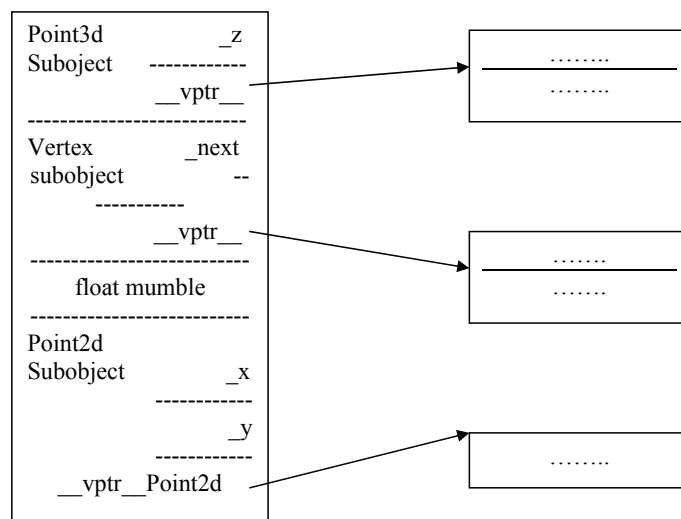 Point3d _z
Suboject ------------
__vptr__
---------------------------
Vertex _next
subobject --
-----------
__vptr__
---------------------------
float mumble
---------------------------
Point2d
Subobject _x
------------
_y
------------
__vptr__Point2d
……..
……..
…….
…….
……..